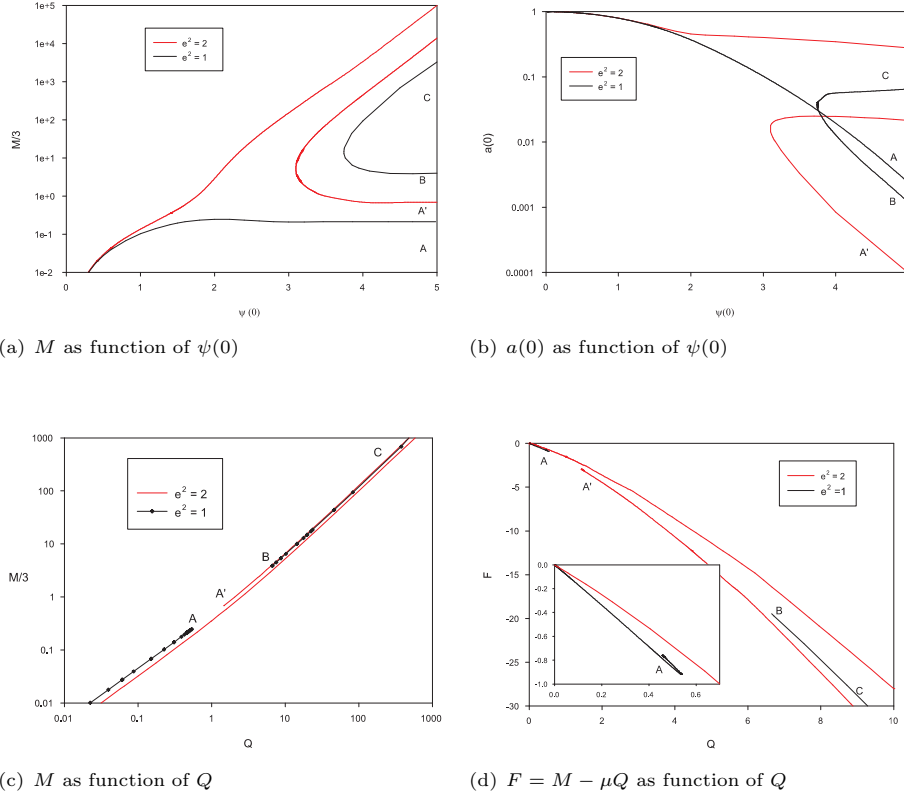 1e+5
1e+4
1e+3
1e+2
1e+1
1e+0
1e-1
1e-2
M/3
e² = 2
e² = 1
C
B
A'
A
0
1
2
3
4
5
ψ (0)
(a) M as function of ψ(0)
1
0.1
0.01
0.001
0.0001
a(0)
e² = 2
e² = 1
C
A
B
A'
0
1
2
3
4
ψ(0)
(b) a(0) as function of ψ(0)
1000
100
10
1
0.1
0.01
M/3
e² = 2
e² = 1
C
B
A'
A
0.01
0.1
1
10
100
1000
Q
(c) M as function of Q
0
-5
-10
-15
-20
-25
-30
F
e² = 2
e² =1
A
A'
B
C
0.0
-0.2
-0.4
-0.6
-0.8
-1.0
A
0.0
0.2
0.4
0.6
0
2
4
6
8
10
Q
(d) F = M − μQ as function of Q